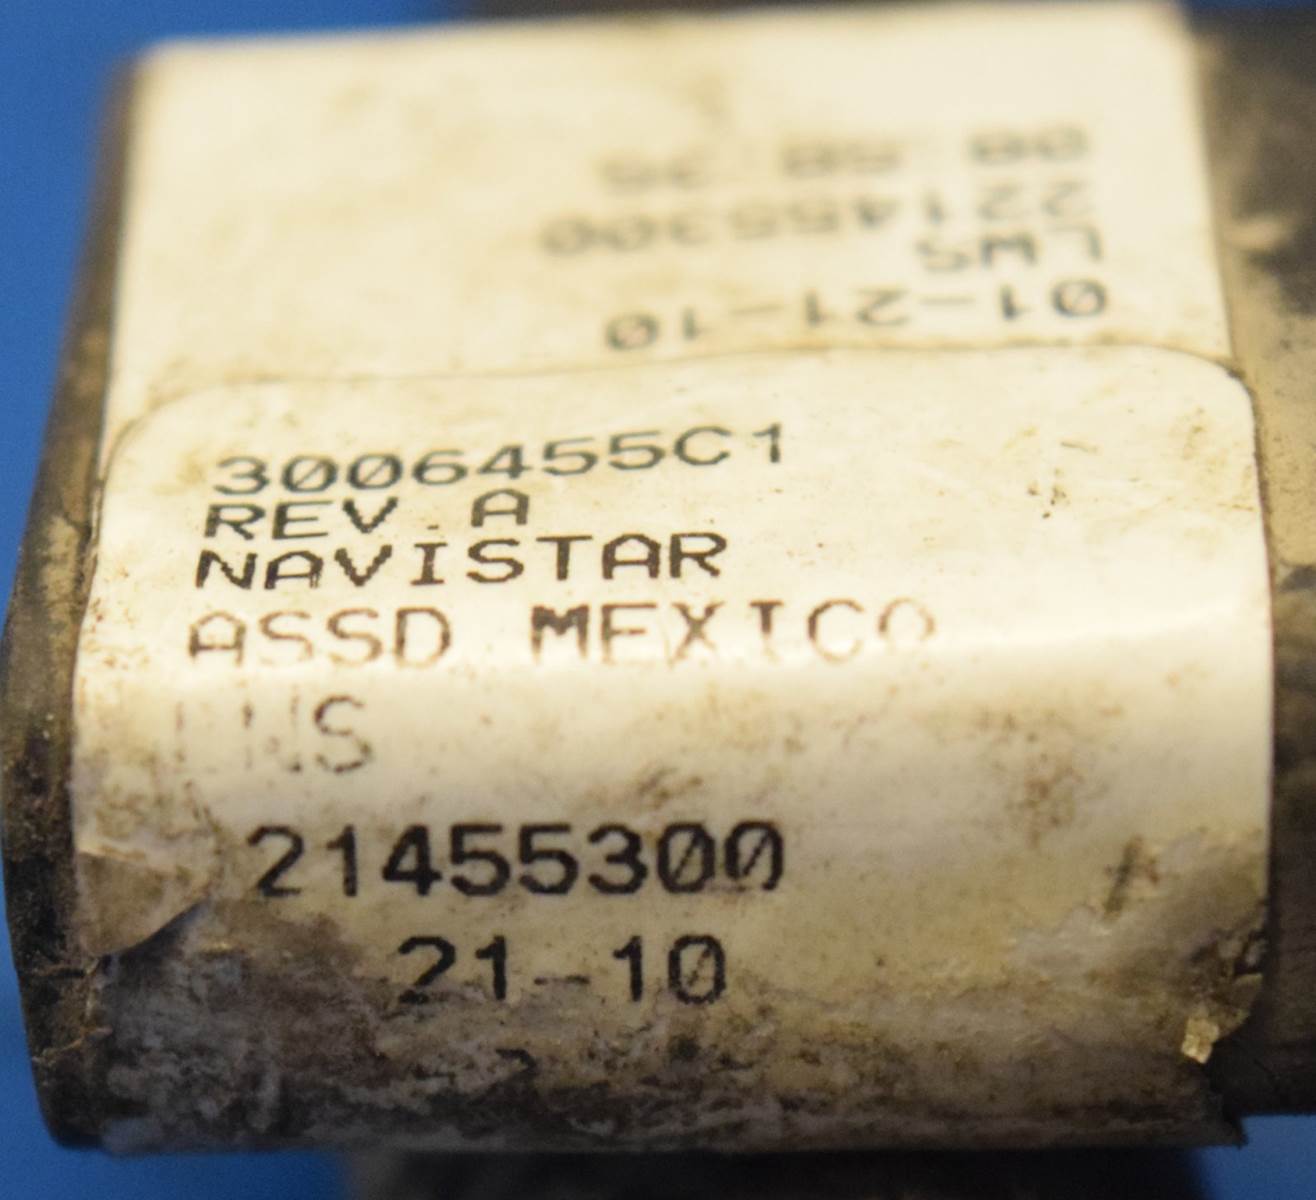 01-21-10
LWS
221455300
3006455C1
REV A
NAVISTAR
ASSD MEXICO
21455300
21-10